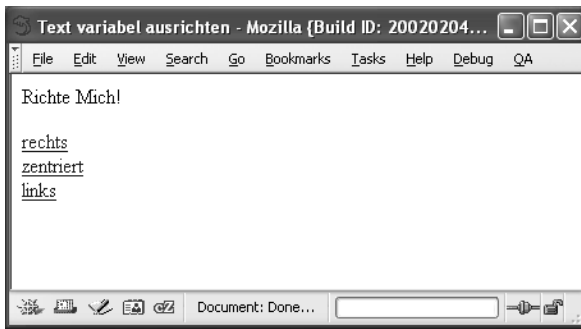 Text variabel ausrichten - Mozilla {Build ID: 20020204...
File Edit View Search Go Bookmarks Tasks Help Debug QA
Richte Mich!
rechts
zentriert
links
Document: Done...